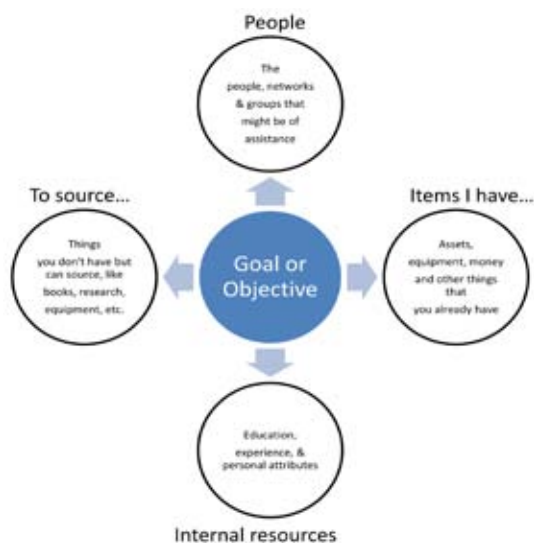 People
The
people, networks
& groups that
might be of
assistance
To source...
Things
you don't have but
can source, like
books, research,
equipment, etc.
Goal or
Objective
Items I have...
Assets,
equipment, money
and other things
that
you already have
Education,
experience, &
personal attributes
Internal resources